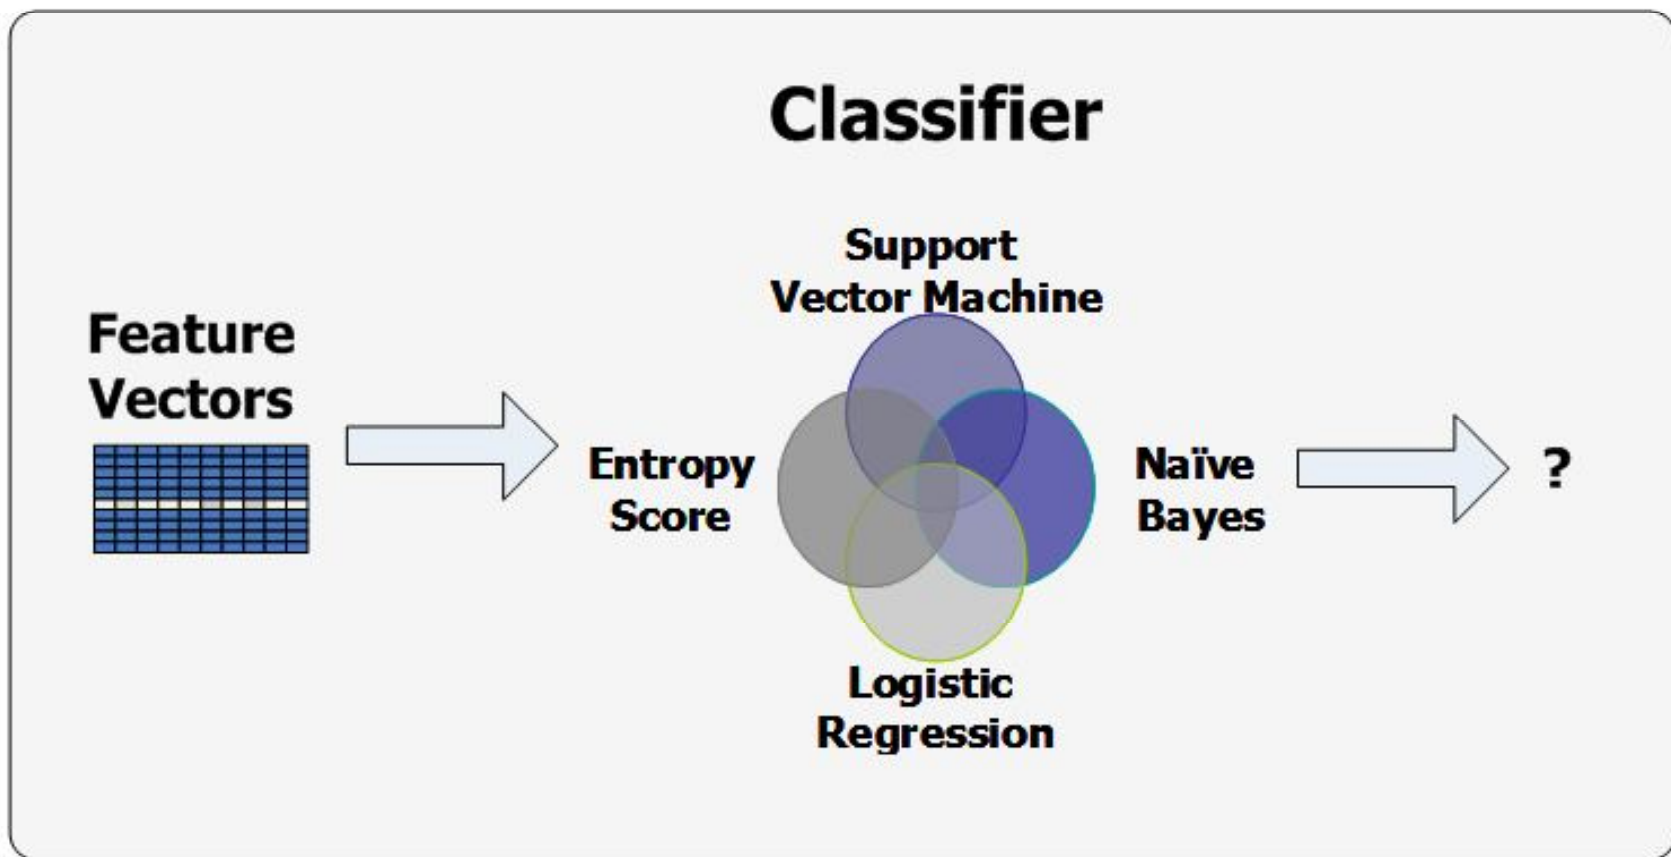 Classifier
Support
Vector Machine
Feature
Vectors
Entropy
Score
Naïve
Bayes
?
Logistic
Regression